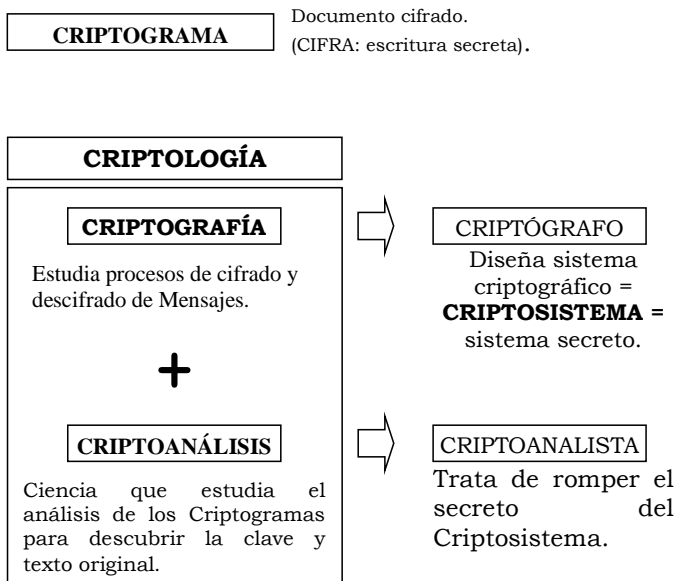 CRIPTOGRAMA
Documento cifrado.
(CIFRA: escritura secreta).
CRIPTOLOGÍA
CRIPTOGRAFÍA
Estudia procesos de cifrado y
descifrado de Mensajes.
+
CRIPTOANÁLISIS
Ciencia que estudia el
análisis de los Criptogramas
para descubrir la clave y
texto original.
CRIPTÓGRAFO
Diseña sistema
criptográfico =
CRIPTOSISTEMA =
sistema secreto.
CRIPTOANALISTA
Trata de romper el
secreto del
Criptosistema.